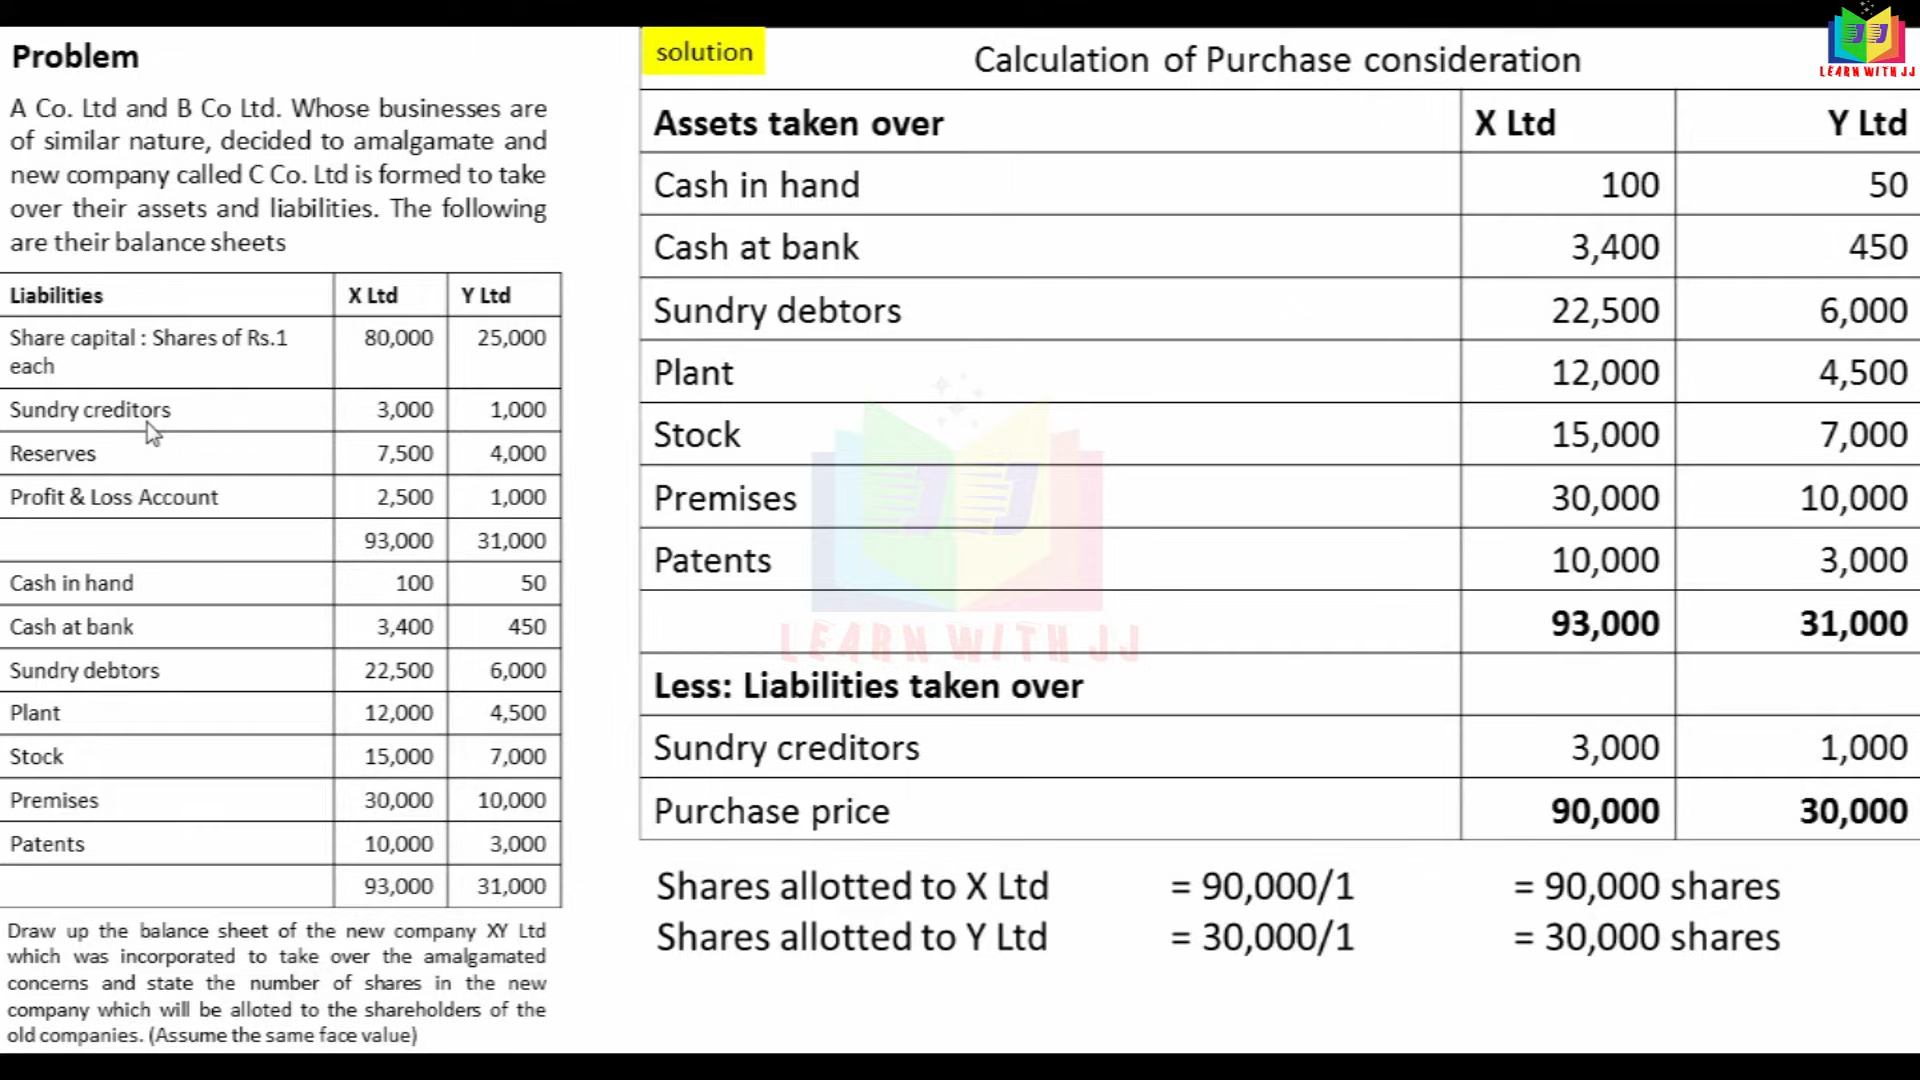 Problem
A Co. Ltd and B Co Ltd. Whose businesses are
of similar nature, decided to amalgamate and
new company called C Co. Ltd is formed to take
over their assets and liabilities. The following
are their balance sheets
Liabilities X Ltd Y Ltd
Share capital : Shares of Rs.1 80,000 25,000
each
Sundry creditors 3,000 1,000
Reserves 7,500 4,000
Profit & Loss Account 2,500 1,000
93,000 31,000
Cash in hand 100 50
Cash at bank 3,400 450
Sundry debtors 22,500 6,000
Plant 12,000 4,500
Stock 15,000 7,000
Premises 30,000 10,000
Patents 10,000 3,000
93,000 31,000
Draw up the balance sheet of the new company XY Ltd
which was incorporated to take over the amalgamated
concerns and state the number of shares in the new
company which will be alloted to the shareholders of the
old companies. (Assume the same face value)
solution
Calculation of Purchase consideration
Assets taken over X Ltd Y Ltd
Cash in hand 100 50
Cash at bank 3,400 450
Sundry debtors 22,500 6,000
Plant 12,000 4,500
Stock 15,000 7,000
Premises 30,000 10,000
Patents 10,000 3,000
93,000 31,000
Less: Liabilities taken over
Sundry creditors 3,000 1,000
Purchase price 90,000 30,000
Shares allotted to X Ltd = 90,000/1 = 90,000 shares
Shares allotted to Y Ltd = 30,000/1 = 30,000 shares
JJ
LEARN WITH JJ
JJ
LEARN WITH JJ